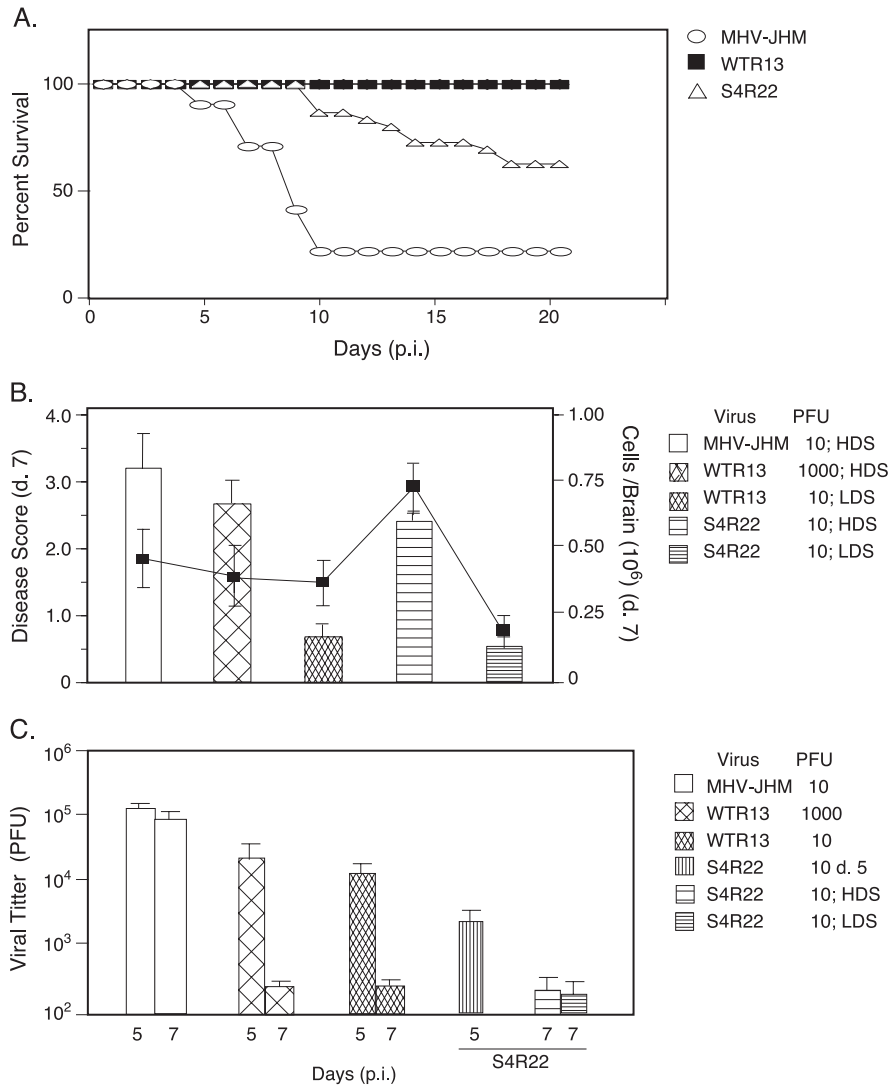 A.
MHV-JHM
WTR13
S4R22
100
50
0
Percent Survival
0 5 10 15 20
Days (p.i.)
B.
4.0
3.0
2.0
1.0
0
Disease Score (d. 7)
1.00
0.75
0.50
0.25
0
Cells /Brain (10⁶) (d. 7)
Virus PFU
MHV-JHM 10; HDS
WTR13 1000; HDS
WTR13 10; LDS
S4R22 10; HDS
S4R22 10; LDS
C.
10⁶
10⁵
10⁴
10³
10²
Viral Titter (PFU)
5 7 5 7 5 7 5 7 7
S4R22
Days (p.i.)
Virus PFU
MHV-JHM 10
WTR13 1000
WTR13 10
S4R22 10 d. 5
S4R22 10; HDS
S4R22 10; LDS